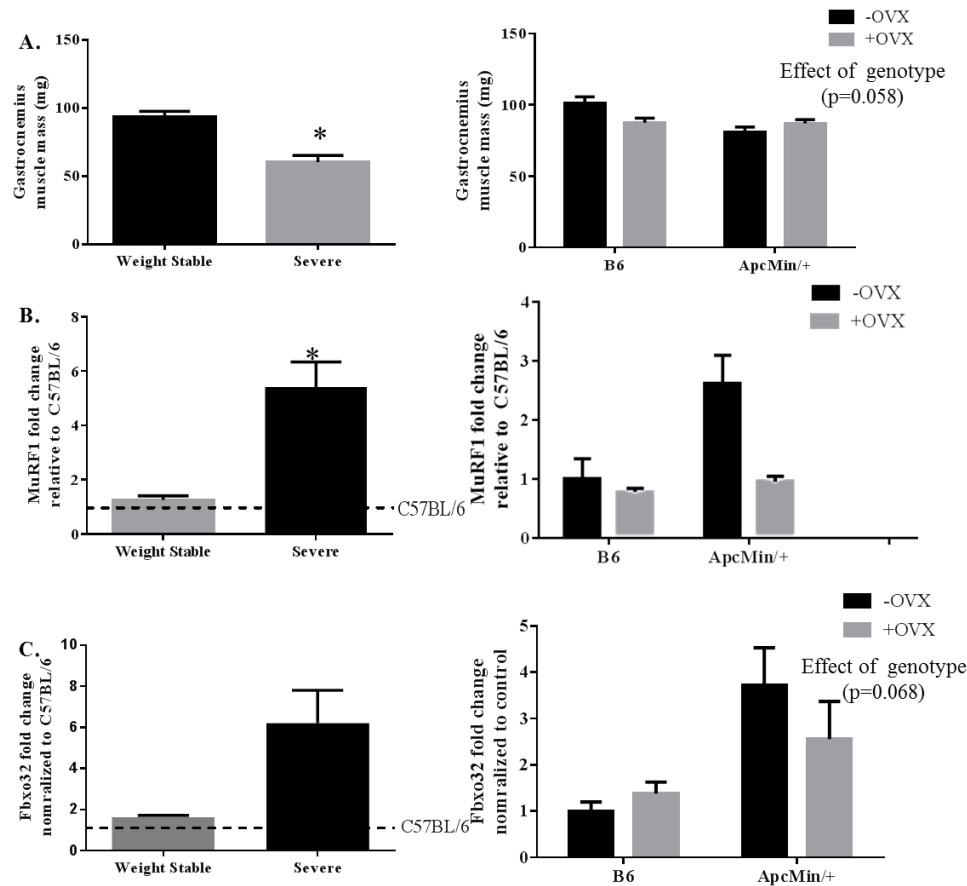 A.
Gastrocnemius
muscle mass (mg)
150
100
50
0
*
Weight Stable
Severe
Gastrocnemius
muscle mass (mg)
150
100
50
0
B6
ApcMin/+
-OVX
+OVX
Effect of genotype
(p=0.058)
B.
MuRF1 fold change
relative to C57BL/6
8
6
4
2
0
*
C57BL/6
Weight Stable
Severe
MuRF1 fold change
relative to C57BL/6
4
3
2
1
0
B6
ApcMin/+
-OVX
+OVX
C.
Fbxo32 fold change
nomralized to C57BL/6
10
8
6
4
2
0
C57BL/6
Weight Stable
Severe
Fbxo32 fold change
nomralized to control
5
4
3
2
1
0
B6
ApcMin/+
-OVX
+OVX
Effect of genotype
(p=0.068)